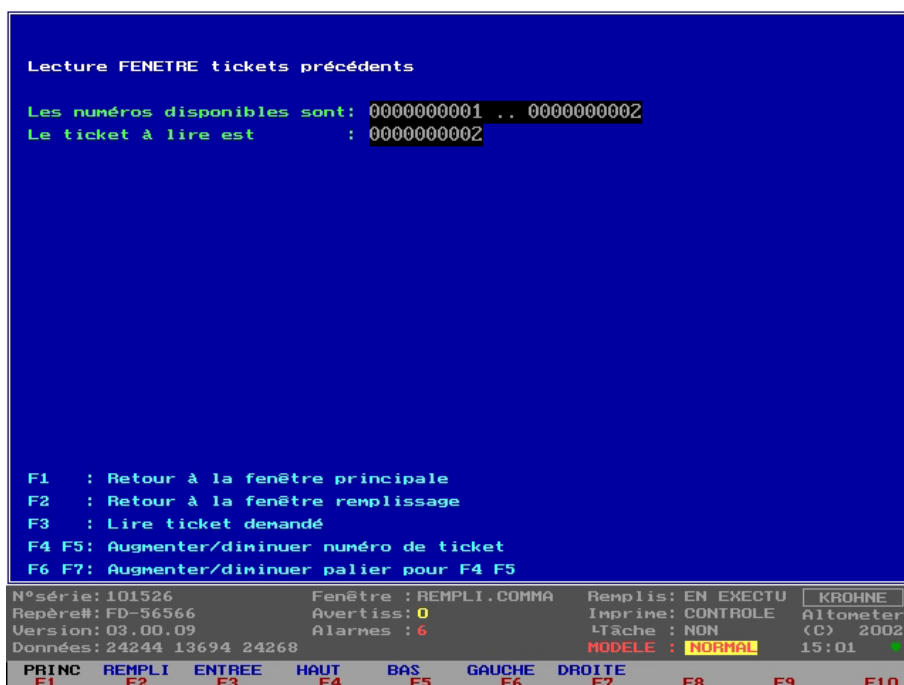 Lecture FENETRE tickets précédents
Les numéros disponibles sont: 0000000001 .. 0000000002
Le ticket à lire est : 0000000002
F1 : Retour à la fenêtre principale
F2 : Retour à la fenêtre remplissage
F3 : Lire ticket demandé
F4 F5: Augmenter/diminuer numéro de ticket
F6 F7: Augmenter/diminuer palier pour F4 F5
N°série: 101526 Fenêtre : REMPLI.COMMA Remplis: EN EXECTU KROHNE
Repère#: FD-56566 Avertiss: 0 Imprime: CONTROLE Altometer
Version: 03.00.09 Alarmes : 6 └Tâche : NON (C) 2002
Données: 24244 13694 24268 MODELE : NORMAL 15:01 ♥
PRINC REMPLI ENTREE HAUT BAS GAUCHE DROITE
F1 F2 F3 F4 F5 F6 F7 F8 F9 F10